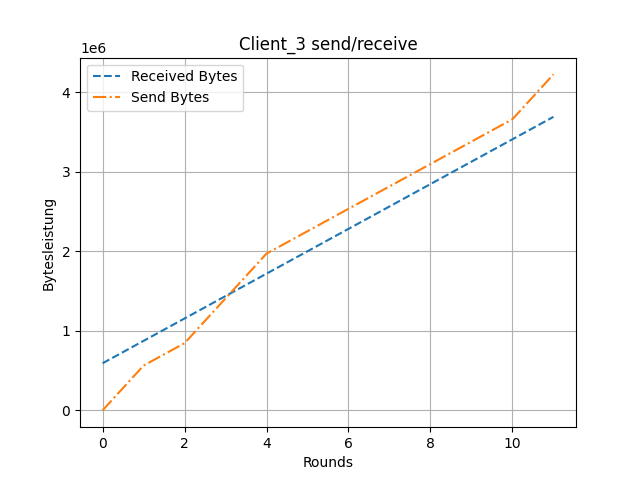 Client_3 send/receive
1e6
Received Bytes
Send Bytes
4
3
2
1
0
Bytesleistung
0 2 4 6 8 10
Rounds